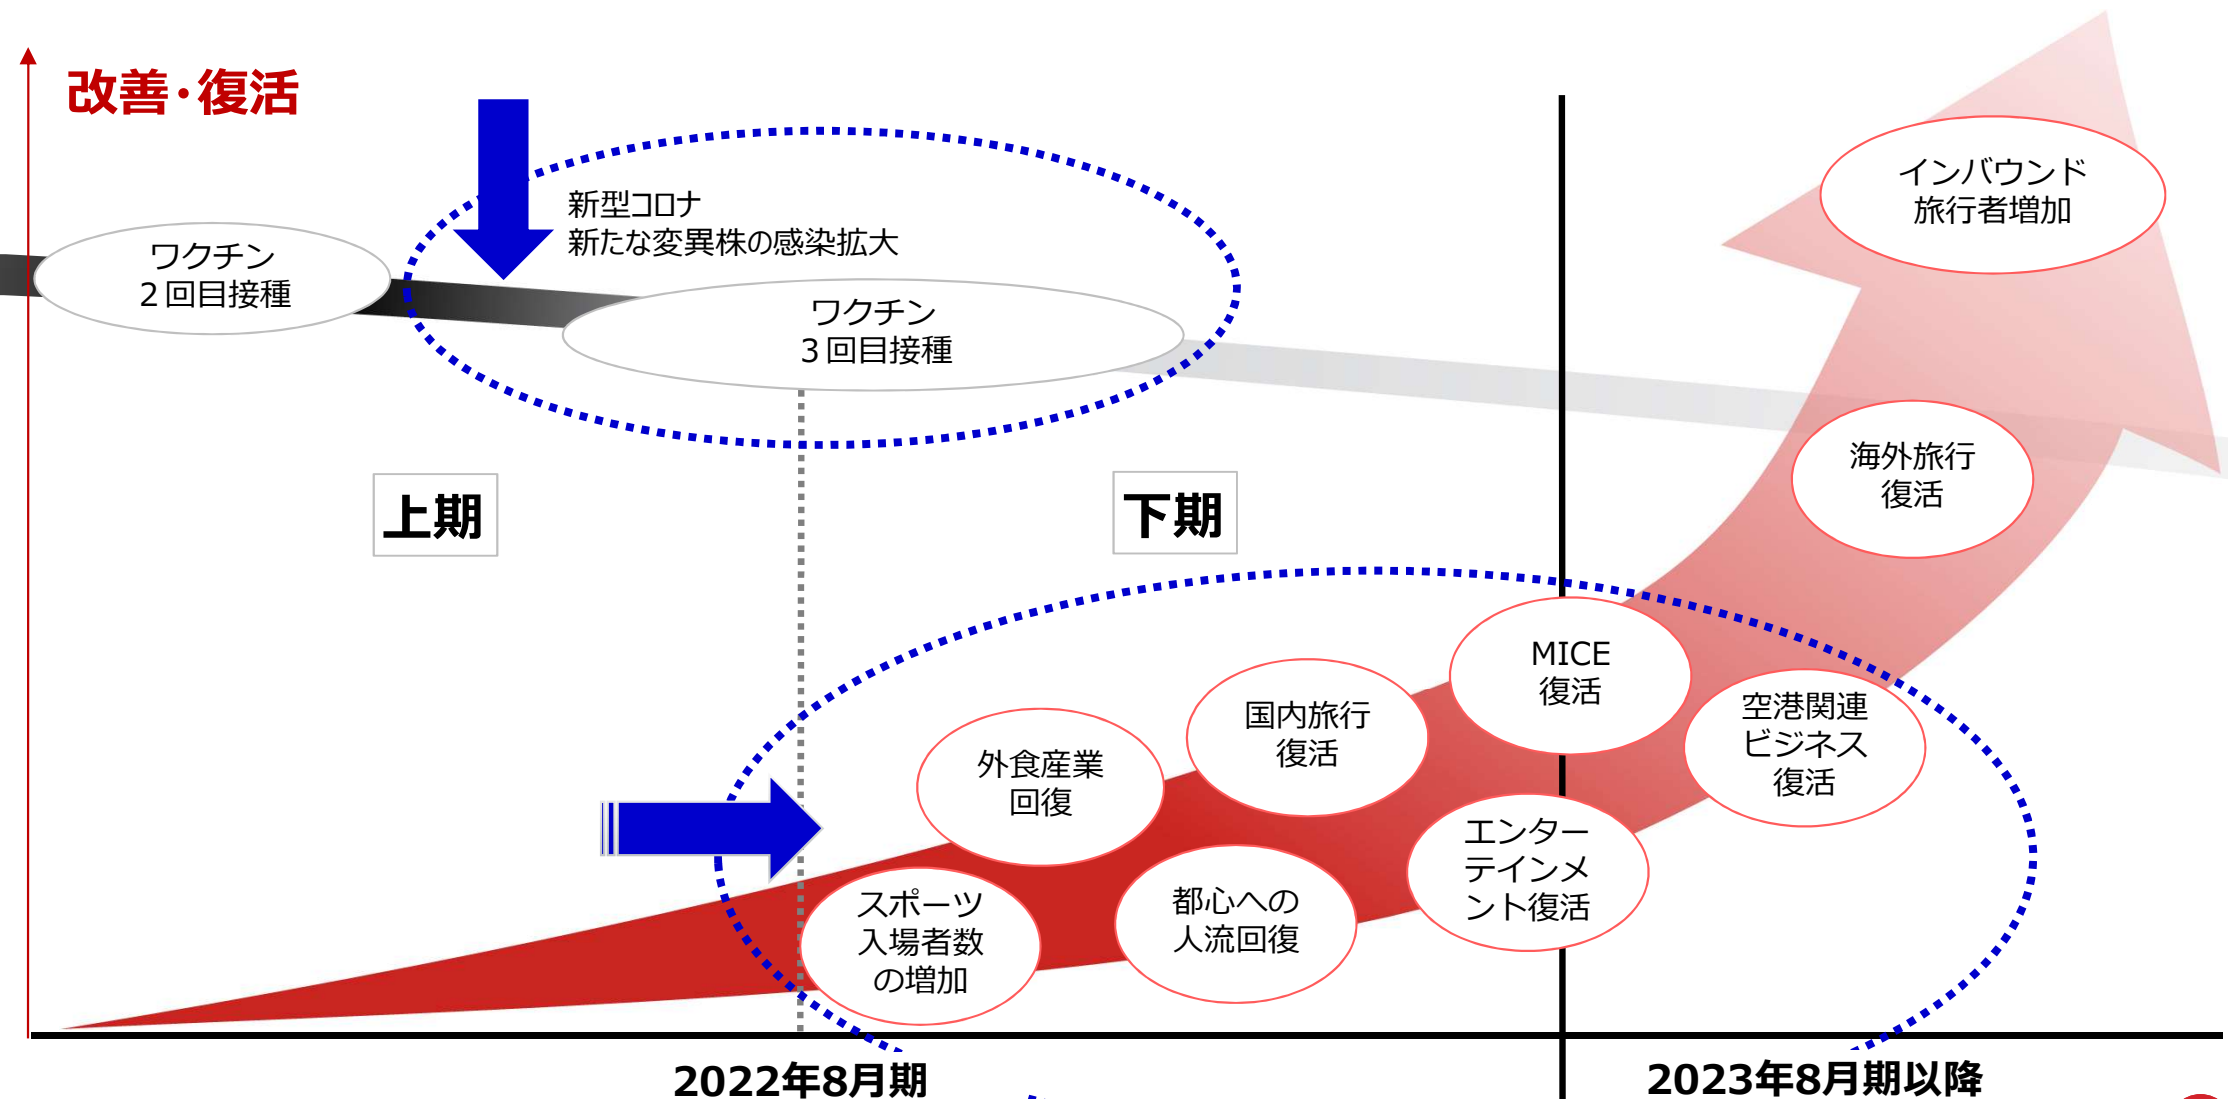 改善・復活
新型コロナ
新たな変異株の感染拡大
ワクチン
２回目接種
ワクチン
３回目接種
インバウンド
旅行者増加
海外旅行
復活
上期
下期
MICE
復活
国内旅行
復活
空港関連
ビジネス
復活
外食産業
回復
エンター
テインメ
ント復活
スポーツ
入場者数
の増加
都心への
人流回復
2022年8月期
2023年8月期以降